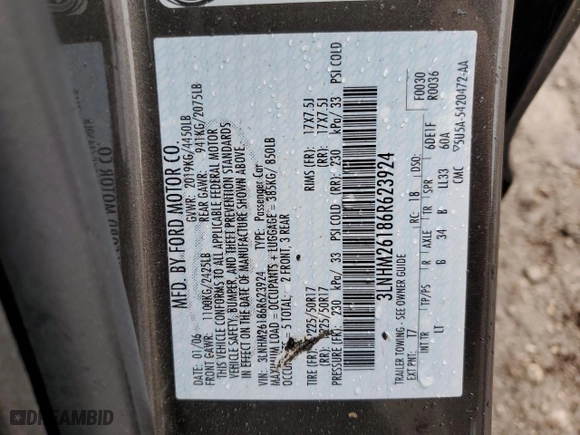 MFD. BY FORD MOTOR CO.
DATE: 01/06 GVWR: 2019KG/4450LB
FRONT GAWR: 1100KG/2425LB REAR GAWR: 941KG/2075LB
THIS VEHICLE CONFORMS TO ALL APPLICABLE FEDERAL MOTOR
VEHICLE SAFETY, BUMPER, AND THEFT PREVENTION STANDARDS
IN EFFECT ON THE DATE OF MANUFACTURE SHOWN ABOVE.
VIN: 3LNHM26186R623924 TYPE: Passenger Car
MAXIMUM LOAD = OCCUPANTS + LUGGAGE = 385KG/ 850LB
5 TOTAL: 2 FRONT, 3 REAR
TIRE (FR): P225/50R17 RIMS (FR): 17X7.5J
(RR): P225/50R17 (RR): 17X7.5J
PRESSURE (FR): 230 kPa/ 33 PSI COLD (RR): 230 kPa/ 33 PSI COLD
3LNHM26186R623924
TRAILER TOWING - SEE OWNER GUIDE F0030
R0036
EXT PNT: T7 RC: 18 DSO:
INT TR TP/PS R AXLE TR SPR 6DE1F
LT B 34 B LL33 60A
CMC 5U5A-5420472-AA
DREAMBID